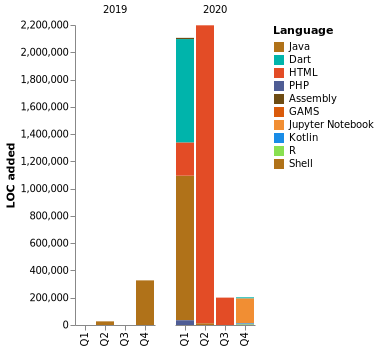 2019
2020
LOC added
2,200,000
2,000,000
1,800,000
1,600,000
1,400,000
1,200,000
1,000,000
800,000
600,000
400,000
200,000
0
Q1
Q2
Q3
Q4
Q1
Q2
Q3
Q4
Language
Java
Dart
HTML
PHP
Assembly
GAMS
Jupyter Notebook
Kotlin
R
Shell